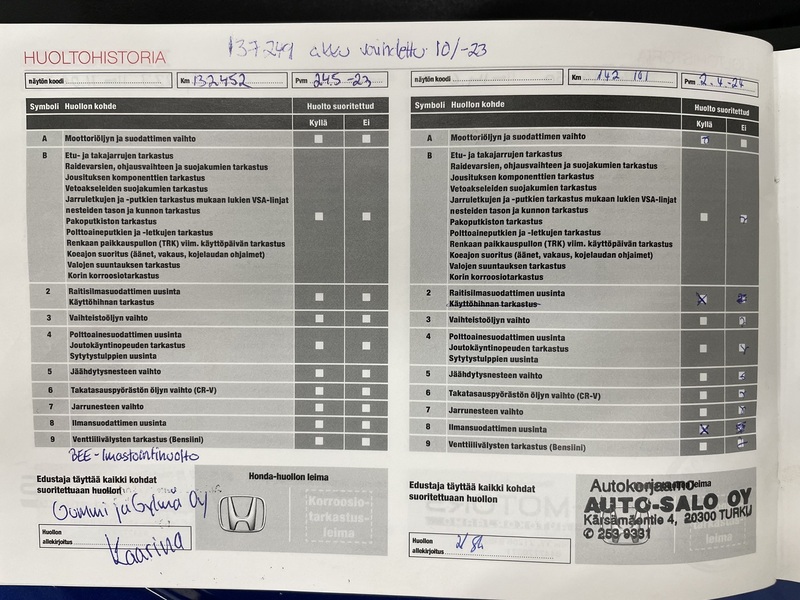 137.249 akku vaihdettu 10/-23
HUOLTOHISTORIA
näytön koodi
Km 132452
Pvm 24.5 -23
Symboli Huollon kohde
Huolto suoritettud
Kyllä Ei
A Moottoriöljyn ja suodattimen vaihto
B Etu- ja takajarrujen tarkastus
Raidevarsien, ohjausvaihteen ja suojakumien tarkastus
Jousituksen komponenttien tarkastus
Vetoakseleiden suojakumien tarkastus
Jarruletkujen ja -putkien tarkastus mukaan lukien VSA-linjat
nesteiden tason ja kunnon tarkastus
Pakoputkiston tarkastus
Polttoaineputkien ja -letkujen tarkastus
Renkaan paikkauspullon (TRK) viim. käyttöpäivän tarkastus
Koeajon suoritus (äänet, vakaus, kojelaudan ohjaimet)
Valojen suuntauksen tarkastus
Korin korroosiotarkastus
2 Raitisilmasuodattimen uusinta
Käyttöhihnan tarkastus
3 Vaihteistoöljyn vaihto
4 Polttoainesuodattimen uusinta
Joutokäyntinopeuden tarkastus
Sytytystulppien uusinta
5 Jäähdytysnesteen vaihto
6 Takatasauspyörästön öljyn vaihto (CR-V)
7 Jarrunesteen vaihto
8 Ilmansuodattimen uusinta
9 Venttiilivälysten tarkastus (Bensiini)
BEE- Ilmastointihuolto
Edustaja täyttää kaikki kohdat
suoritettuaan huollon
Gummi ja Gylmä Oy
Huollon
allekirjoitus
Kaarina
Honda-huollon leima
HONDA
Korroosio-
tarkastus-
leima
näytön koodi
Km 142 101
Pvm 2.4.-24
Symboli Huollon kohde
Huolto suoritettud
Kyllä Ei
A Moottoriöljyn ja suodattimen vaihto
B Etu- ja takajarrujen tarkastus
Raidevarsien, ohjausvaihteen ja suojakumien tarkastus
Jousituksen komponenttien tarkastus
Vetoakseleiden suojakumien tarkastus
Jarruletkujen ja -putkien tarkastus mukaan lukien VSA-linjat
nesteiden tason ja kunnon tarkastus
Pakoputkiston tarkastus
Polttoaineputkien ja -letkujen tarkastus
Renkaan paikkauspullon (TRK) viim. käyttöpäivän tarkastus
Koeajon suoritus (äänet, vakaus, kojelaudan ohjaimet)
Valojen suuntauksen tarkastus
Korin korroosiotarkastus
2 Raitisilmasuodattimen uusinta
Käyttöhihnan tarkastus
3 Vaihteistoöljyn vaihto
4 Polttoainesuodattimen uusinta
Joutokäyntinopeuden tarkastus
Sytytystulppien uusinta
5 Jäähdytysnesteen vaihto
6 Takatasauspyörästön öljyn vaihto (CR-V)
7 Jarrunesteen vaihto
8 Ilmansuodattimen uusinta
9 Venttiilivälysten tarkastus (Bensiini)
Edustaja täyttää kaikki kohdat
suoritettuaan huollon
Huollon
allekirjoitus
Autokorjaamo
AUTO-SALO OY
Kärsämäentie 4, 20300 TURKU
✆ 253 9331